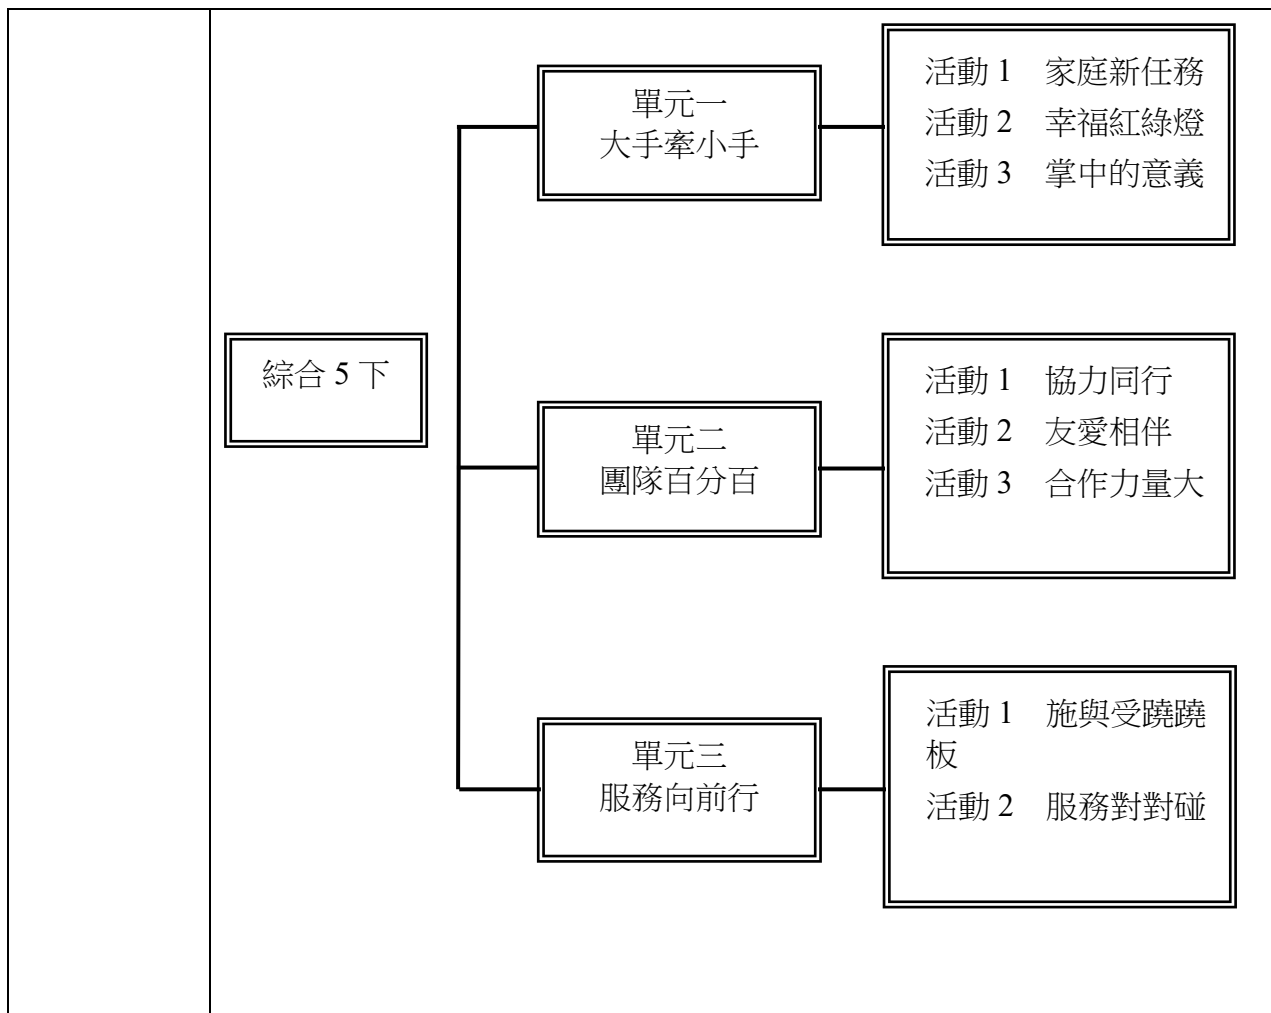 綜合 5 下
單元一
大手牽小手
活動 1　家庭新任務
活動 2　幸福紅綠燈
活動 3　掌中的意義
單元二
團隊百分百
活動 1　協力同行
活動 2　友愛相伴
活動 3　合作力量大
單元三
服務向前行
活動 1　施與受蹺蹺
板
活動 2　服務對對碰